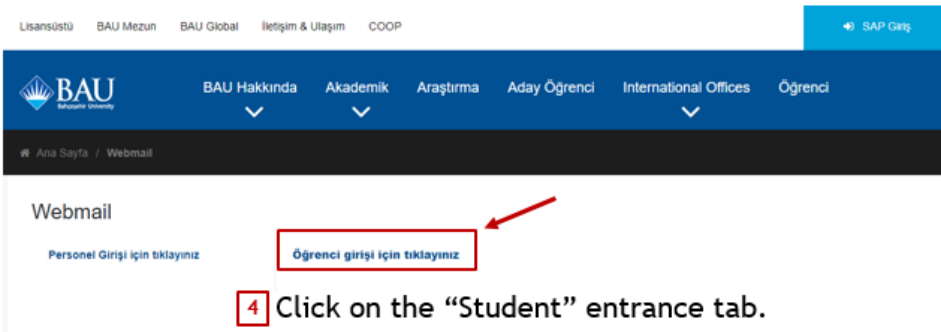 Lisansüstü BAU Mezun BAU Global İletişim & Ulaşım COOP SAP Giriş
BAU BAU Hakkında Akademik Araştırma Aday Öğrenci International Offices Öğrenci
Bahçeşehir University
Ana Sayfa / Webmail
Webmail
Personel Girişi için tıklayınız Öğrenci girişi için tıklayınız
4 Click on the “Student” entrance tab.